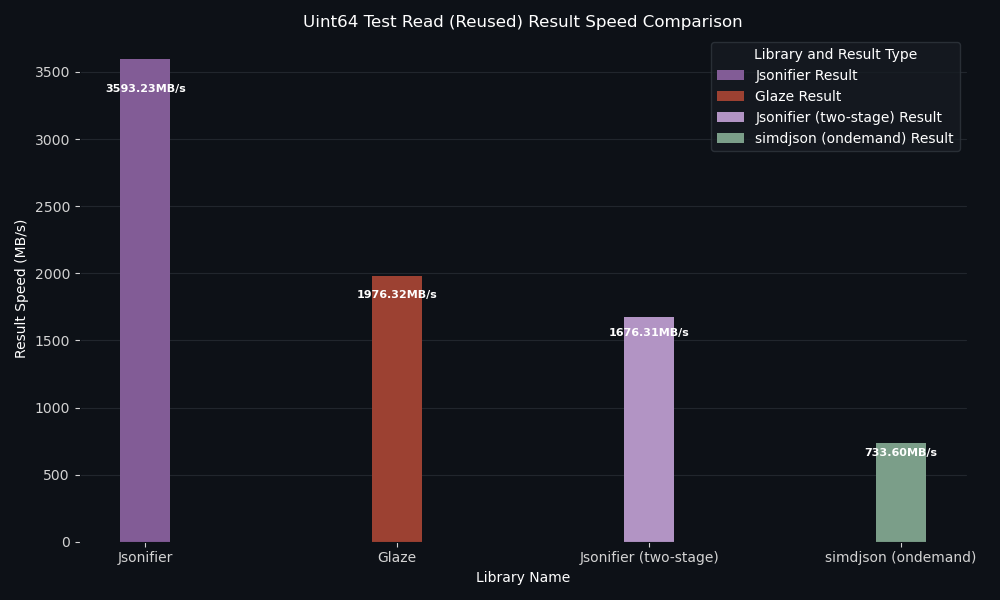 Uint64 Test Read (Reused) Result Speed Comparison
Library and Result Type
Jsonifier Result
Glaze Result
Jsonifier (two-stage) Result
simdjson (ondemand) Result
Result Speed (MB/s)
3500
3000
2500
2000
1500
1000
500
0
3593.23MB/s
1976.32MB/s
1676.31MB/s
733.60MB/s
Jsonifier
Glaze
Jsonifier (two-stage)
simdjson (ondemand)
Library Name